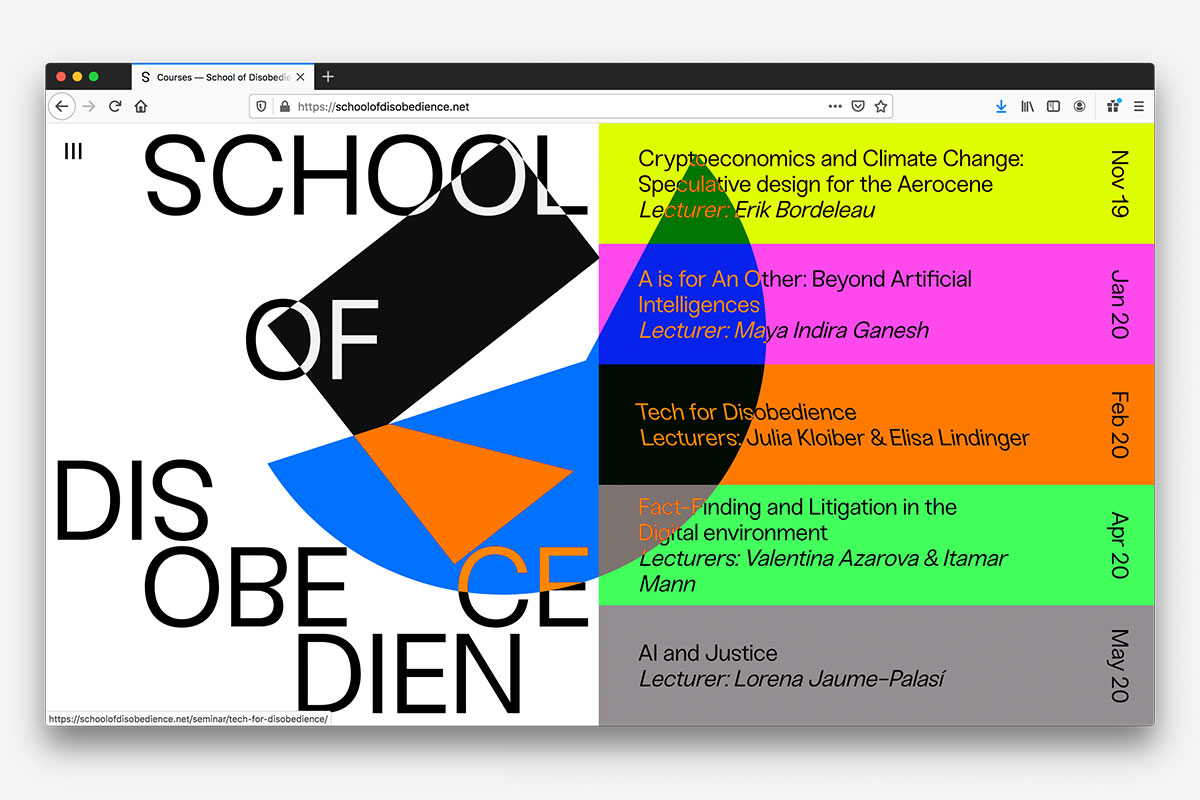 Courses — School of Disobedie
https://schoolofdisobedience.net
SCHOOL
OF
DIS
OBE CE
DIEN
Cryptoeconomics and Climate Change:
Speculative design for the Aerocene
Lecturer: Erik Bordeleau
Nov 19
A is for An Other: Beyond Artificial
Intelligences
Lecturer: Maya Indira Ganesh
Jan 20
Tech for Disobedience
Lecturers: Julia Kloiber & Elisa Lindinger
Feb 20
Fact-Finding and Litigation in the
Digital environment
Lecturers: Valentina Azarova & Itamar
Mann
Apr 20
AI and Justice
Lecturer: Lorena Jaume-Palasí
May 20
https://schoolofdisobedience.net/seminar/tech-for-disobedience/